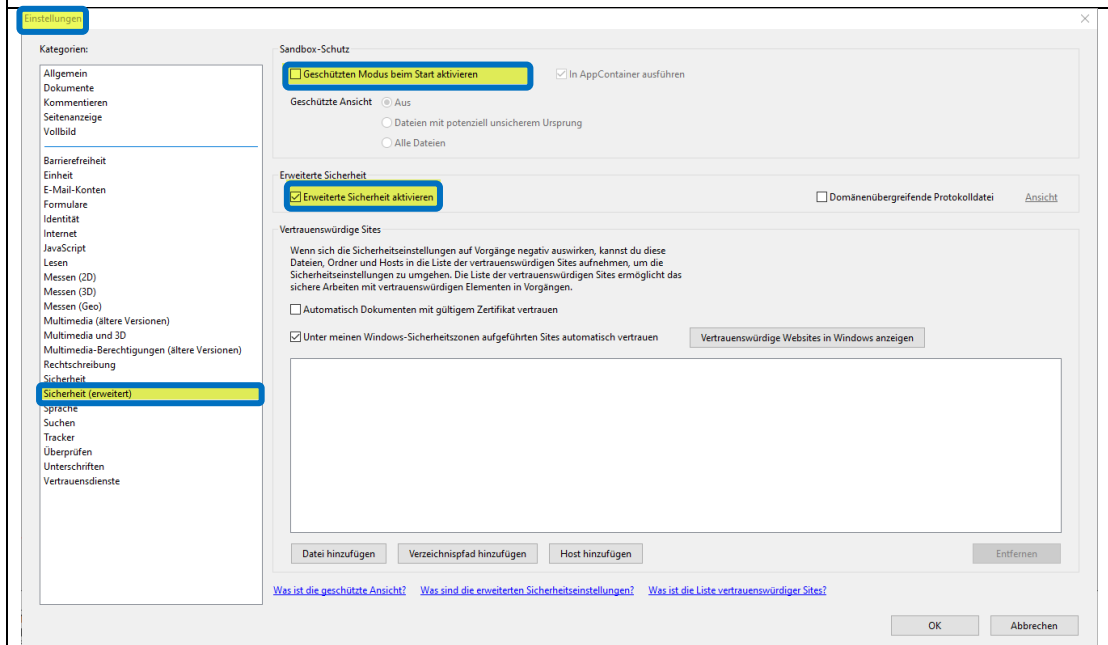 Einstellungen
Kategorien:
Allgemein
Dokumente
Kommentieren
Seitenanzeige
Vollbild
Barrierefreiheit
Einheit
E-Mail-Konten
Formulare
Identität
Internet
JavaScript
Lesen
Messen (2D)
Messen (3D)
Messen (Geo)
Multimedia (ältere Versionen)
Multimedia und 3D
Multimedia-Berechtigungen (ältere Versionen)
Rechtschreibung
Sicherheit
Sicherheit (erweitert)
Sprache
Suchen
Tracker
Überprüfen
Unterschriften
Vertrauensdienste
Sandbox-Schutz
Geschützten Modus beim Start aktivieren In AppContainer ausführen
Geschützte Ansicht Aus
Dateien mit potenziell unsicherem Ursprung
Alle Dateien
Erweiterte Sicherheit
Erweiterte Sicherheit aktivieren Domänenübergreifende Protokolldatei Ansicht
Vertrauenswürdige Sites
Wenn sich die Sicherheitseinstellungen auf Vorgänge negativ auswirken, kannst du diese
Dateien, Ordner und Hosts in die Liste der vertrauenswürdigen Sites aufnehmen, um die
Sicherheitseinstellungen zu umgehen. Die Liste der vertrauenswürdigen Sites ermöglicht das
sichere Arbeiten mit vertrauenswürdigen Elementen in Vorgängen.
Automatisch Dokumenten mit gültigem Zertifikat vertrauen
Unter meinen Windows-Sicherheitszonen aufgeführten Sites automatisch vertrauen Vertrauenswürdige Websites in Windows anzeigen
Datei hinzufügen Verzeichnispfad hinzufügen Host hinzufügen Entfernen
Was ist die geschützte Ansicht? Was sind die erweiterten Sicherheitseinstellungen? Was ist die Liste vertrauenswürdiger Sites?
OK Abbrechen